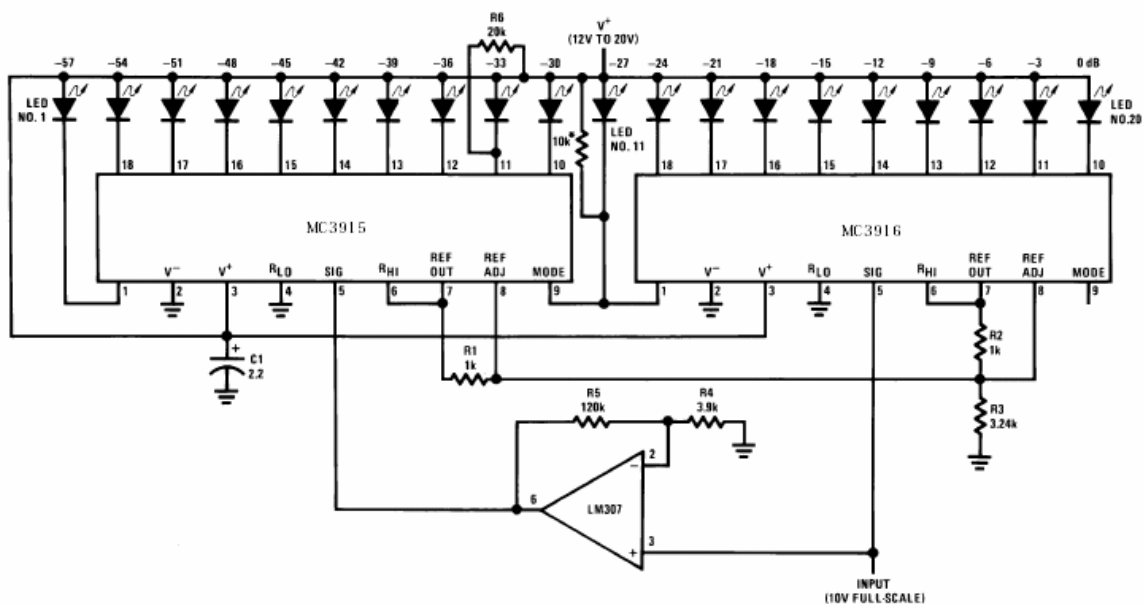 R6
20k
V+
(12V TO 20V)
−57 −54 −51 −48 −45 −42 −39 −36 −33 −30 −27 −24 −21 −18 −15 −12 −9 −6 −3 0 dB
LED
NO. 1
10k*
LED
NO. 11
LED
NO.20
18 17 16 15 14 13 12 11 10
18 17 16 15 14 13 12 11 10
MC3915
MC3916
V− V+ RLO SIG RHI REF OUT REF ADJ MODE
V− V+ RLO SIG RHI REF OUT REF ADJ MODE
1 2 3 4 5 6 7 8 9
1 2 3 4 5 6 7 8 9
C1
2.2
+
R1
1k
R2
1k
R3
3.24k
R5
120k
R4
3.9k
2
−
6
LM307
+
3
INPUT
(10V FULL-SCALE)